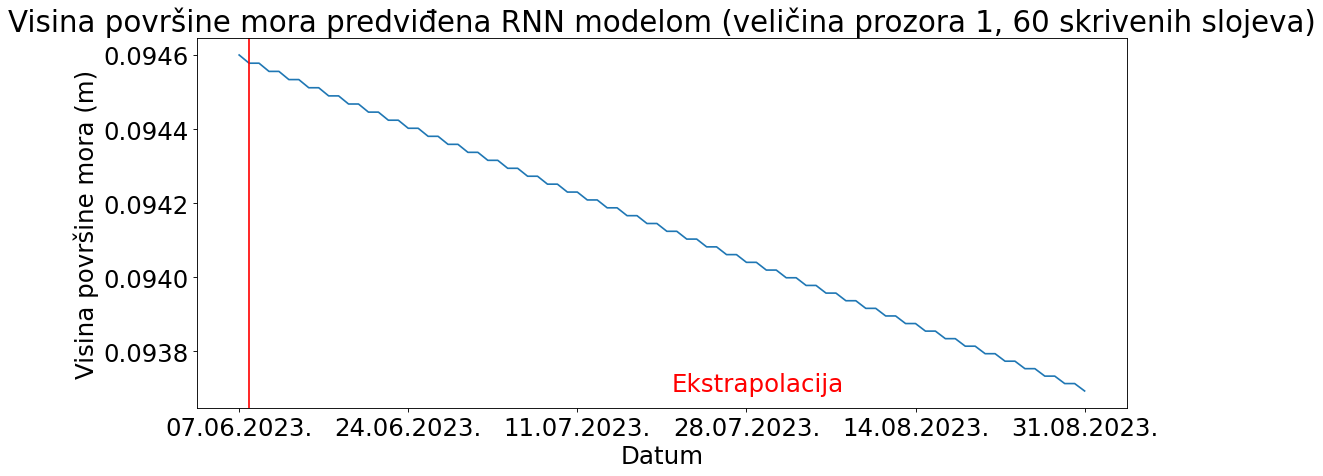 Visina površine mora predviđena RNN modelom (veličina prozora 1, 60 skrivenih slojeva)
Visina površine mora (m)
0.0946
0.0944
0.0942
0.0940
0.0938
Ekstrapolacija
07.06.2023. 24.06.2023. 11.07.2023. 28.07.2023. 14.08.2023. 31.08.2023.
Datum